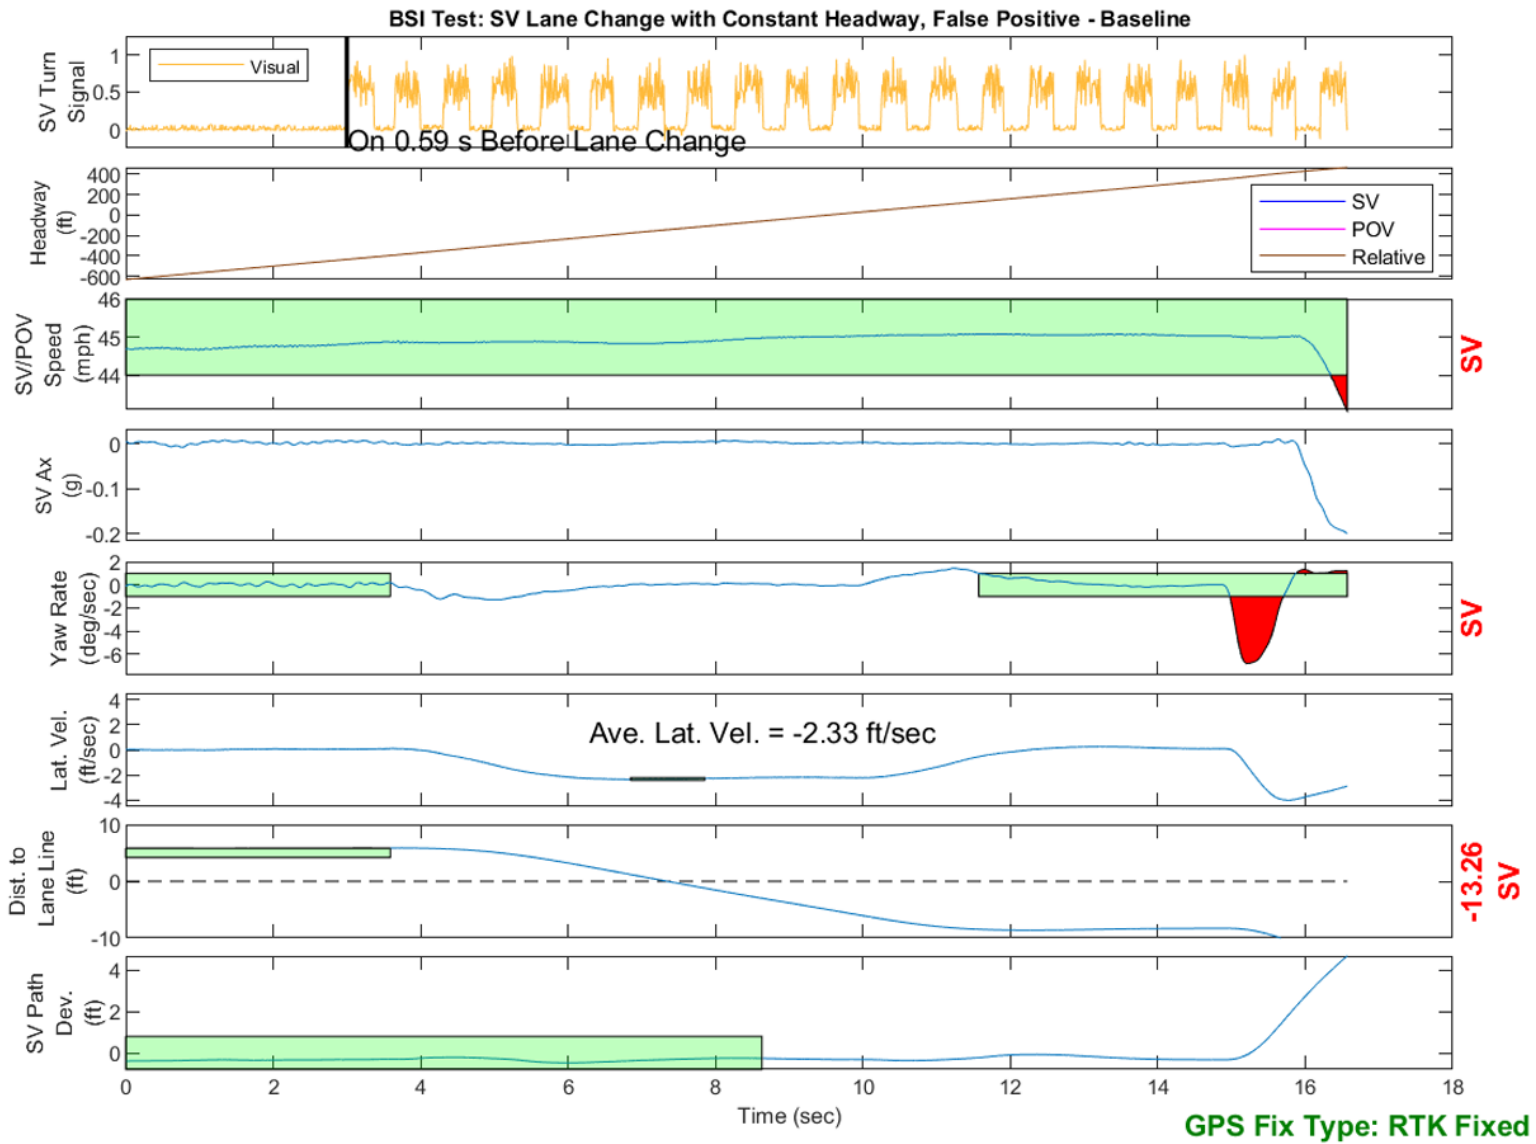 BSI Test: SV Lane Change with Constant Headway, False Positive - Baseline
SV Turn
Signal
1
0.5
0
Visual
On 0.59 s Before Lane Change
Headway
(ft)
400
200
0
-200
-400
-600
SV
POV
Relative
SV/POV
Speed
(mph)
46
45
44
SV
SV Ax
(g)
0
-0.1
-0.2
Yaw Rate
(deg/sec)
2
0
-2
-4
-6
SV
Lat. Vel.
(ft/sec)
4
2
0
-2
-4
Ave. Lat. Vel. = -2.33 ft/sec
Dist. to
Lane Line
(ft)
10
0
-10
-13.26
SV
SV Path
Dev.
(ft)
4
2
0
0 2 4 6 8 10 12 14 16 18
Time (sec)
GPS Fix Type: RTK Fixed